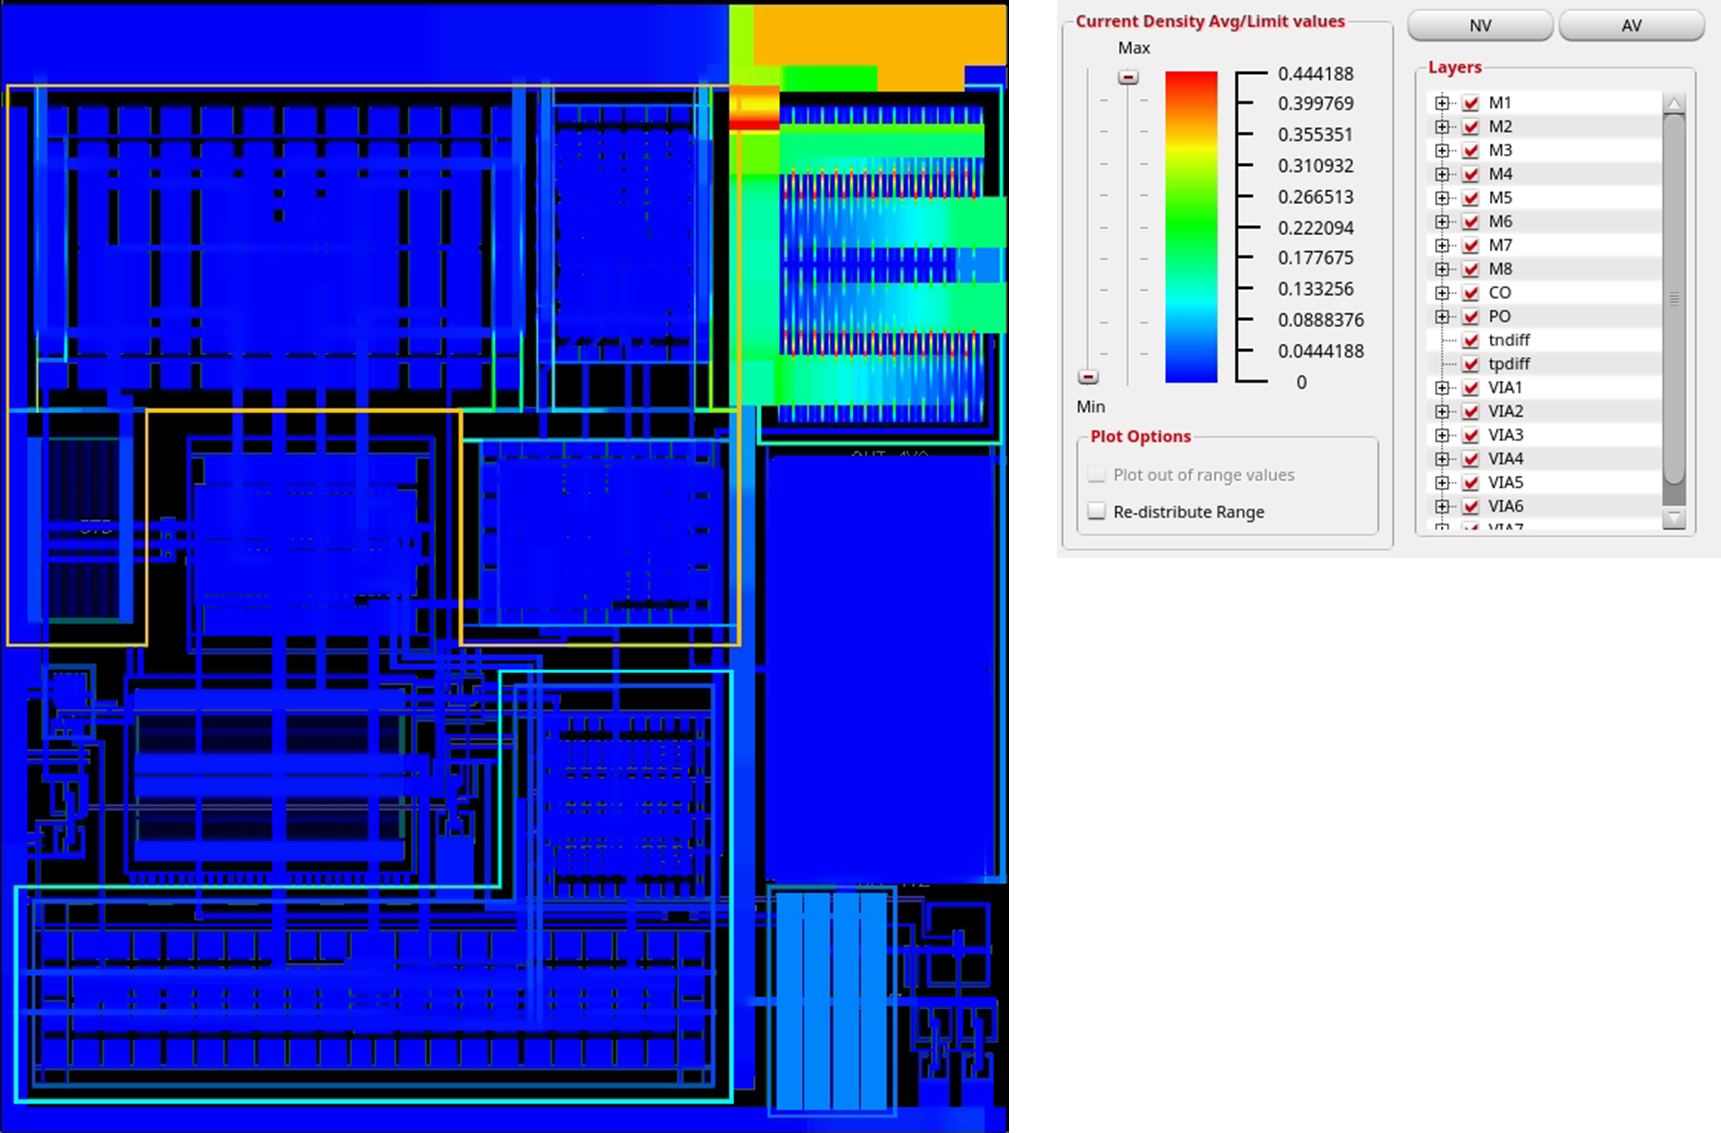 Current Density Avg/Limit values
Max
0.444188
0.399769
0.355351
0.310932
0.266513
0.222094
0.177675
0.133256
0.0888376
0.0444188
0
Min
Plot Options
Plot out of range values
Re-distribute Range
NV
AV
Layers
M1
M2
M3
M4
M5
M6
M7
M8
CO
PO
tndiff
tpdiff
VIA1
VIA2
VIA3
VIA4
VIA5
VIA6
VIA7